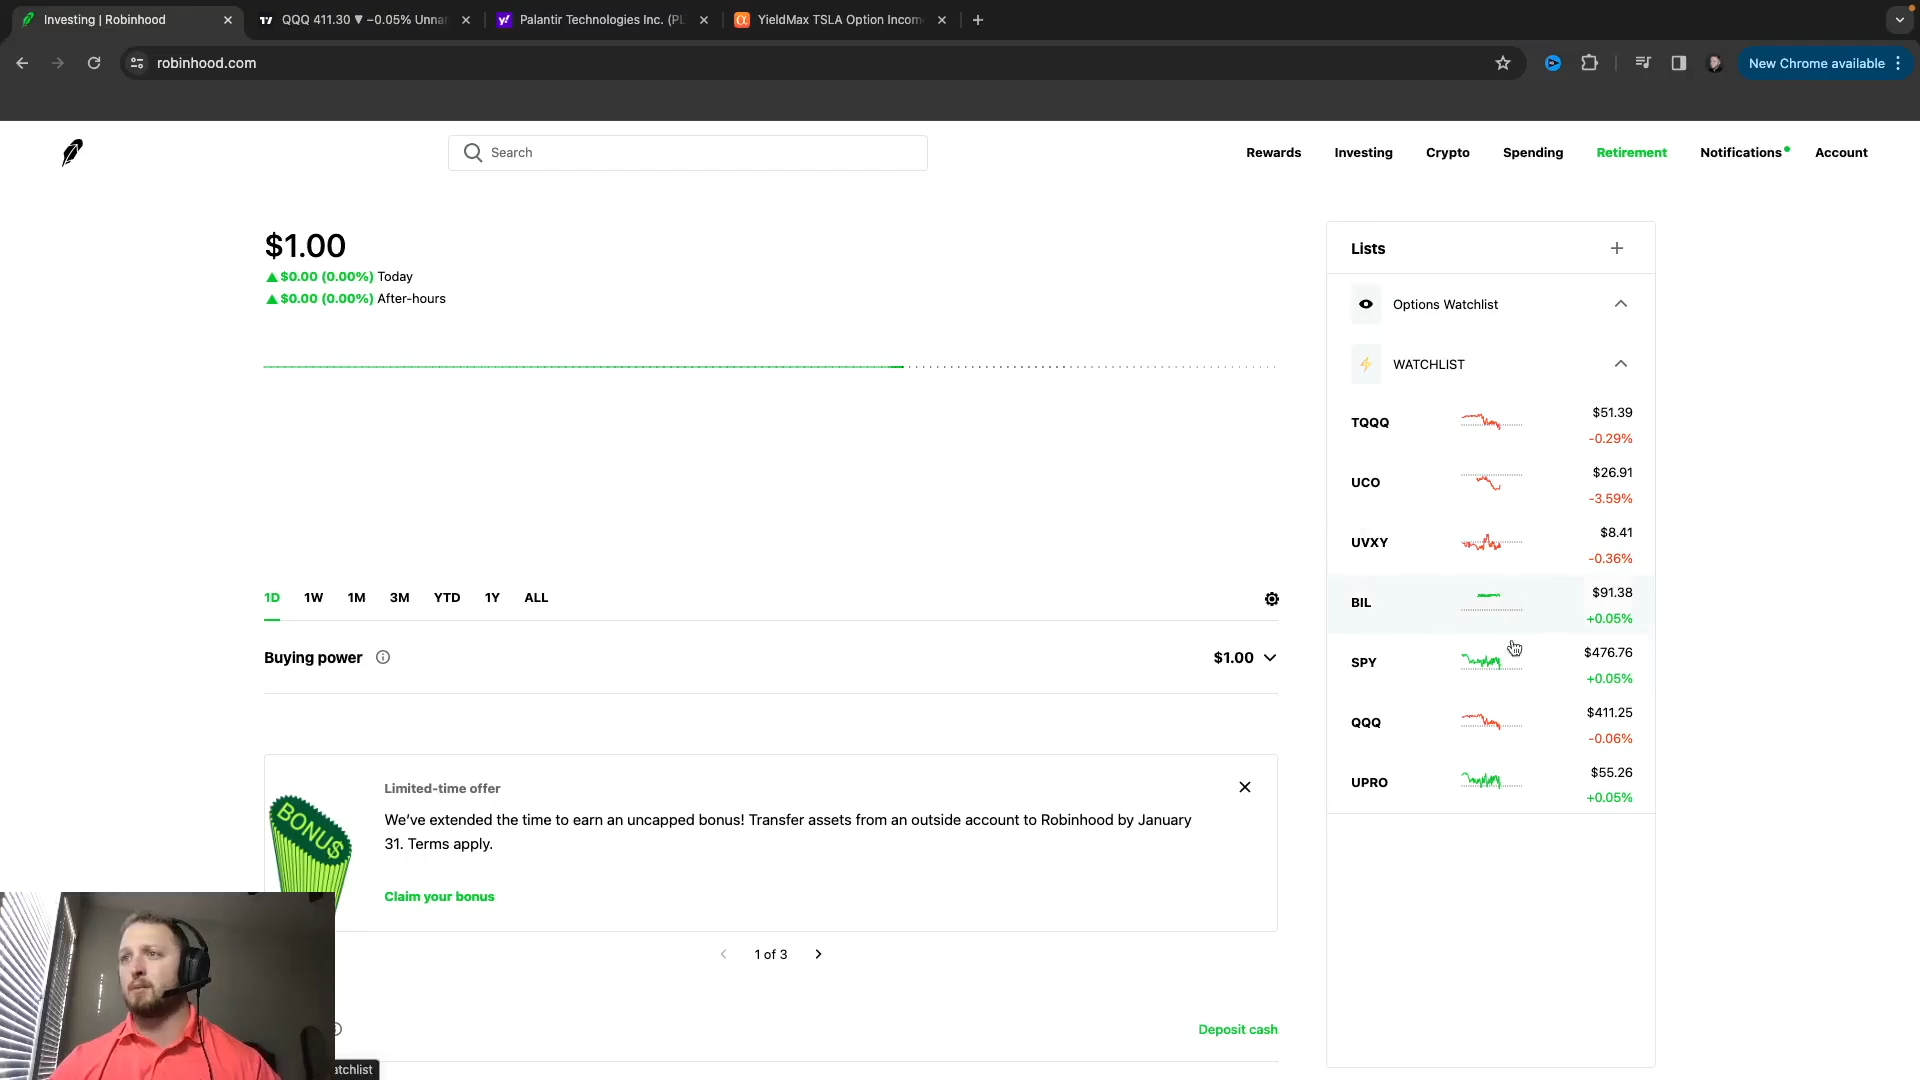 Investing | Robinhood
QQQ 411.30 ▼ −0.05% Unna
Palantir Technologies Inc. (PL
YieldMax TSLA Option Incom
robinhood.com
New Chrome available
Search
Rewards
Investing
Crypto
Spending
Retirement
Notifications
Account
$1.00
▲ $0.00 (0.00%) Today
▲ $0.00 (0.00%) After-hours
1D
1W
1M
3M
YTD
1Y
ALL
Buying power
$1.00
BONUS
Limited-time offer
We've extended the time to earn an uncapped bonus! Transfer assets from an outside account to Robinhood by January
31. Terms apply.
Claim your bonus
1 of 3
Deposit cash
atchlist
Lists
Options Watchlist
WATCHLIST
TQQQ
$51.39
-0.29%
UCO
$26.91
-3.59%
UVXY
$8.41
-0.36%
BIL
$91.38
+0.05%
SPY
$476.76
+0.05%
QQQ
$411.25
-0.06%
UPRO
$55.26
+0.05%